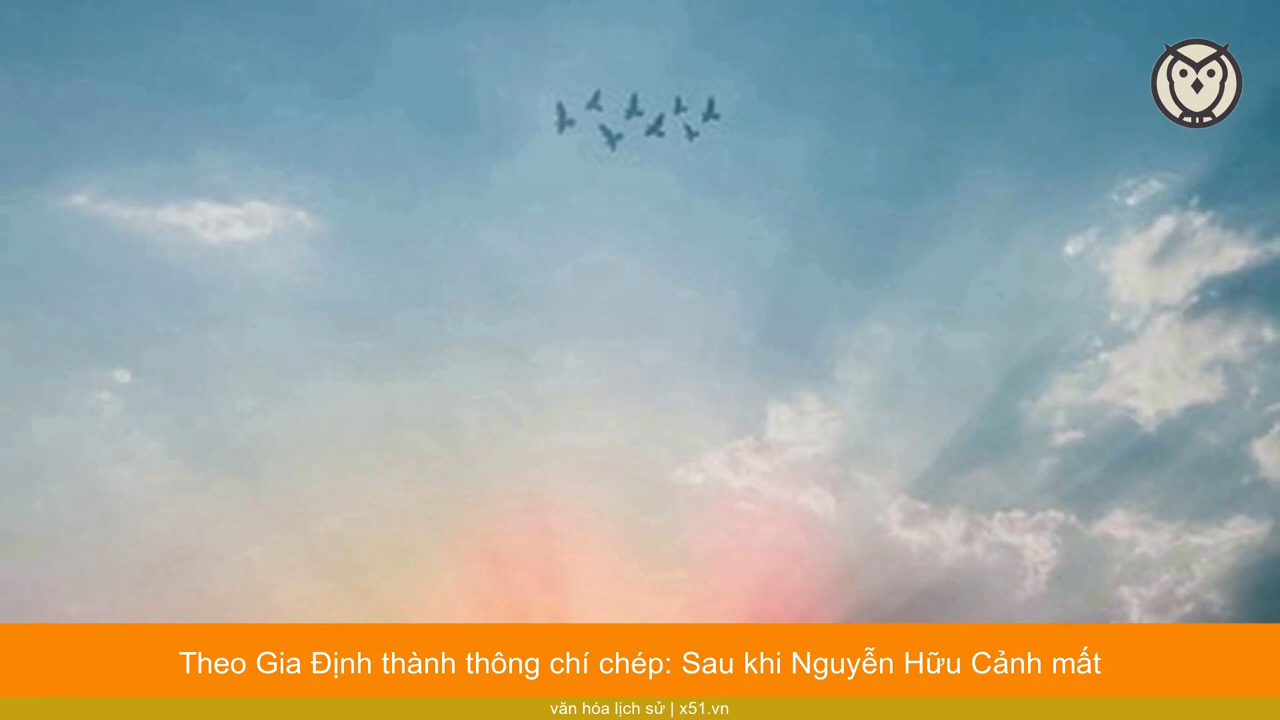 Theo Gia Định thành thông chí chép: Sau khi Nguyễn Hữu Cảnh mất
văn hóa lịch sử | x51.vn